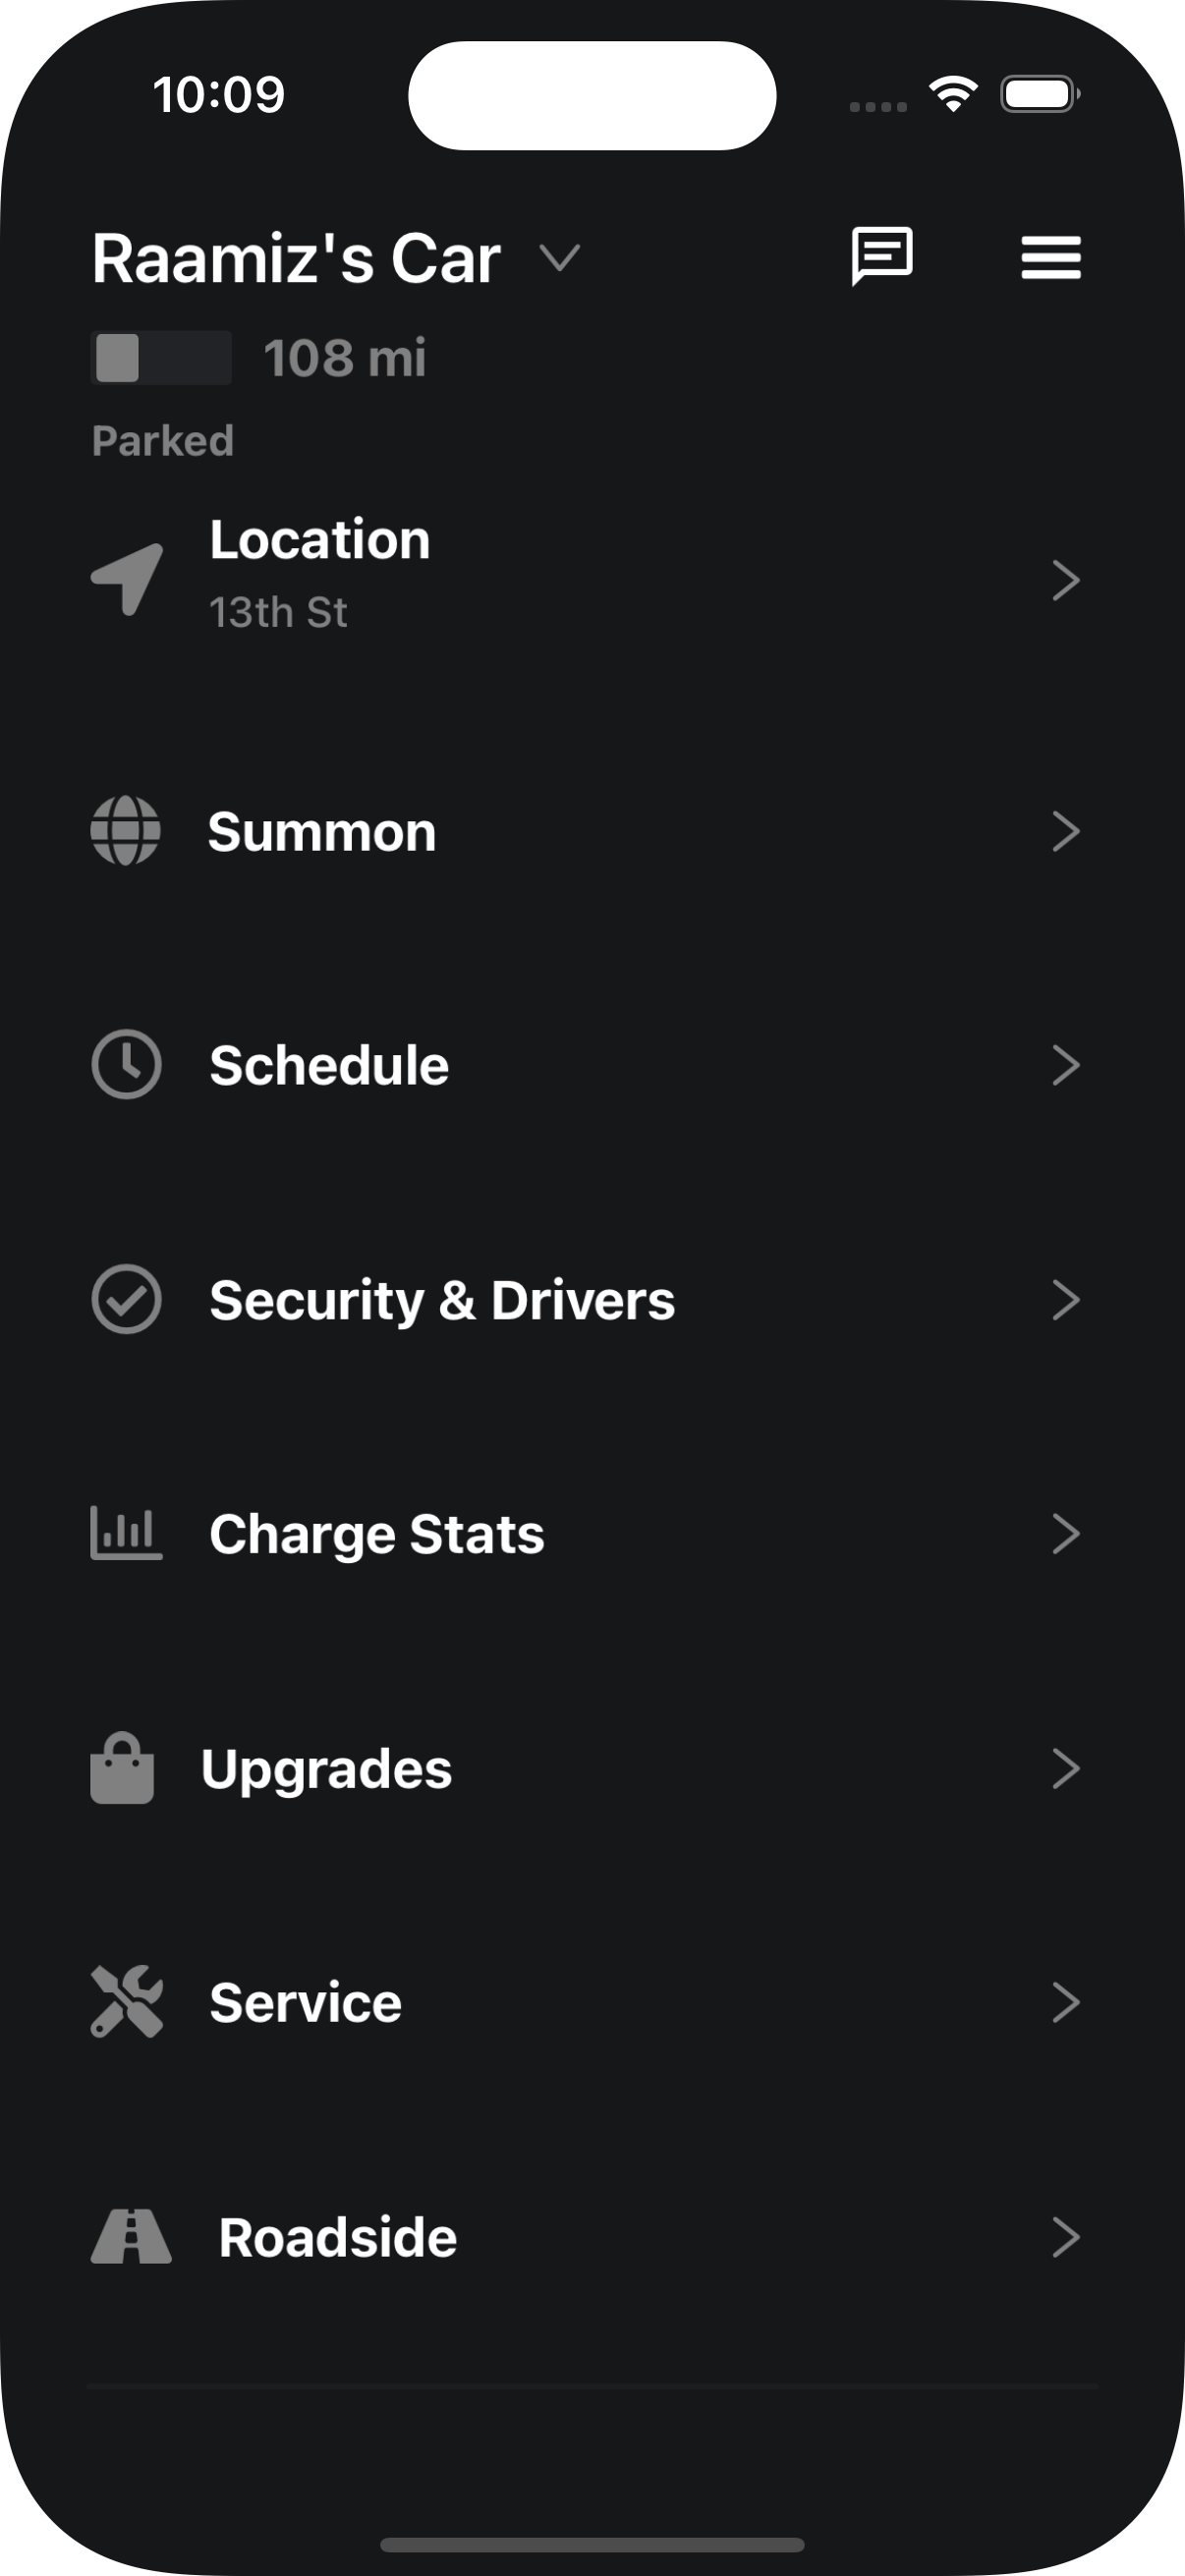 10:09
Raamiz's Car
108 mi
Parked
Location
13th St
Summon
Schedule
Security & Drivers
Charge Stats
Upgrades
Service
Roadside